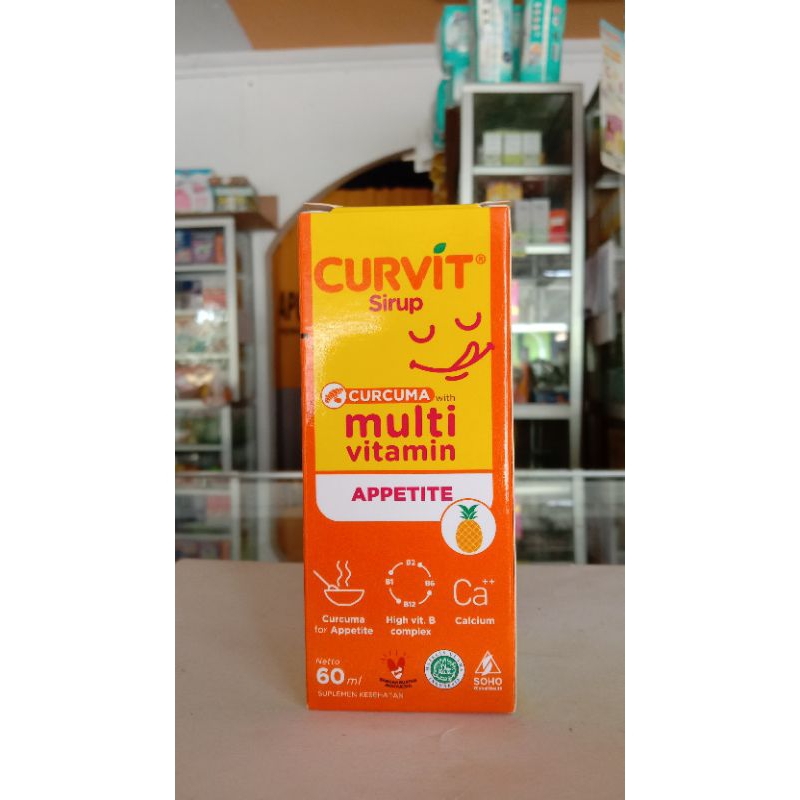 CURVIT®
Sirup
CURCUMA with
multi
vitamin
APPETITE
B1
B2
B6
B12
Ca++
Curcuma
for Appetite
High vit. B
complex
Calcium
Netto
60 ml
SUPLEMEN KESEHATAN
SOHO